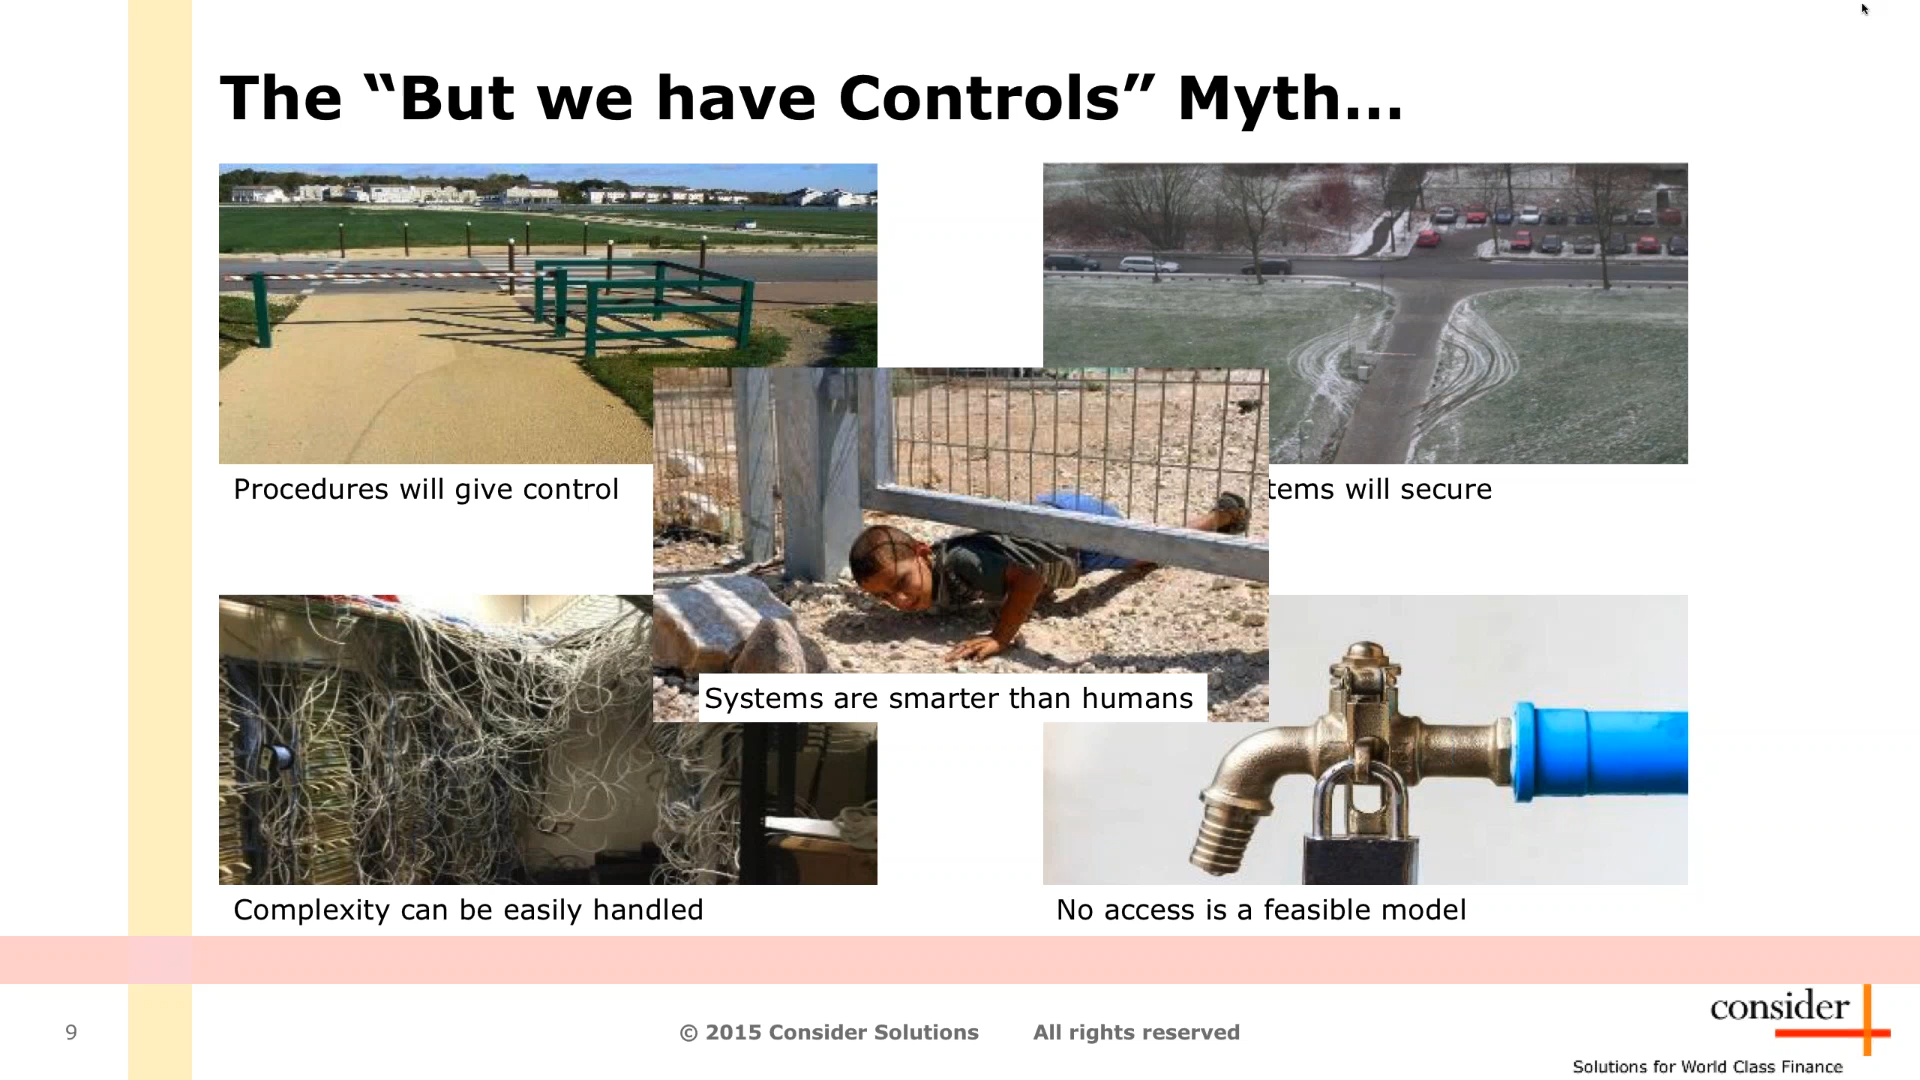 The “But we have Controls” Myth…
Procedures will give control
tems will secure
Systems are smarter than humans
Complexity can be easily handled
No access is a feasible model
9
© 2015 Consider Solutions All rights reserved
consider
Solutions for World Class Finance